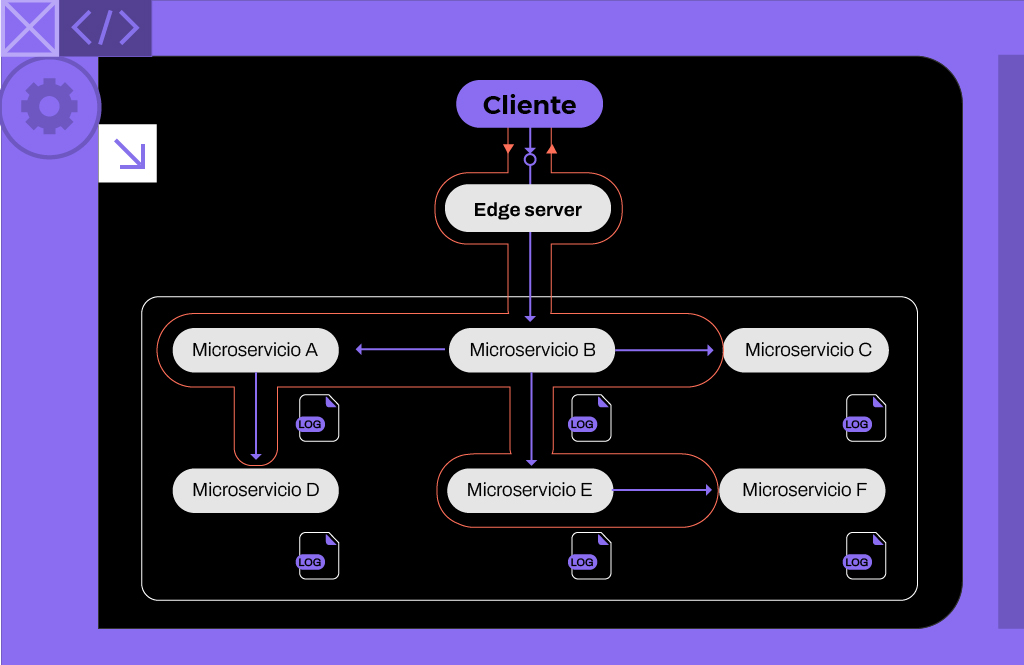 </>
Cliente
Edge server
Microservicio A
Microservicio B
Microservicio C
LOG
LOG
LOG
Microservicio D
Microservicio E
Microservicio F
LOG
LOG
LOG